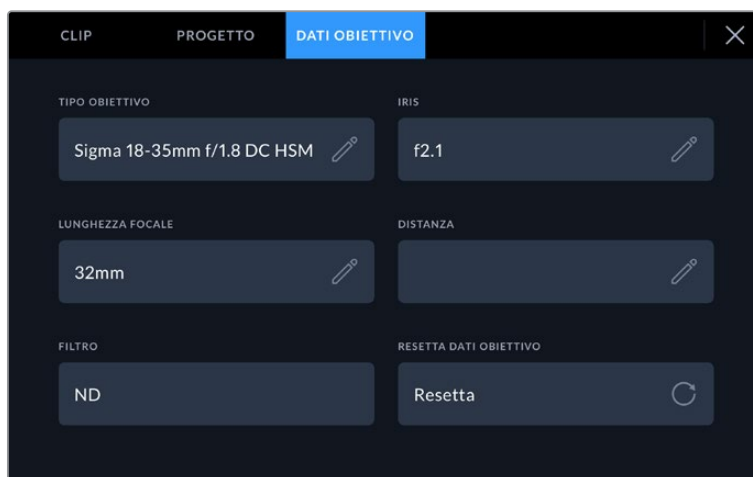 CLIP PROGETTO DATI OBIETTIVO
TIPO OBIETTIVO IRIS
Sigma 18-35mm f/1.8 DC HSM f2.1
LUNGHEZZA FOCALE DISTANZA
32mm
FILTRO RESETTA DATI OBIETTIVO
ND Resetta